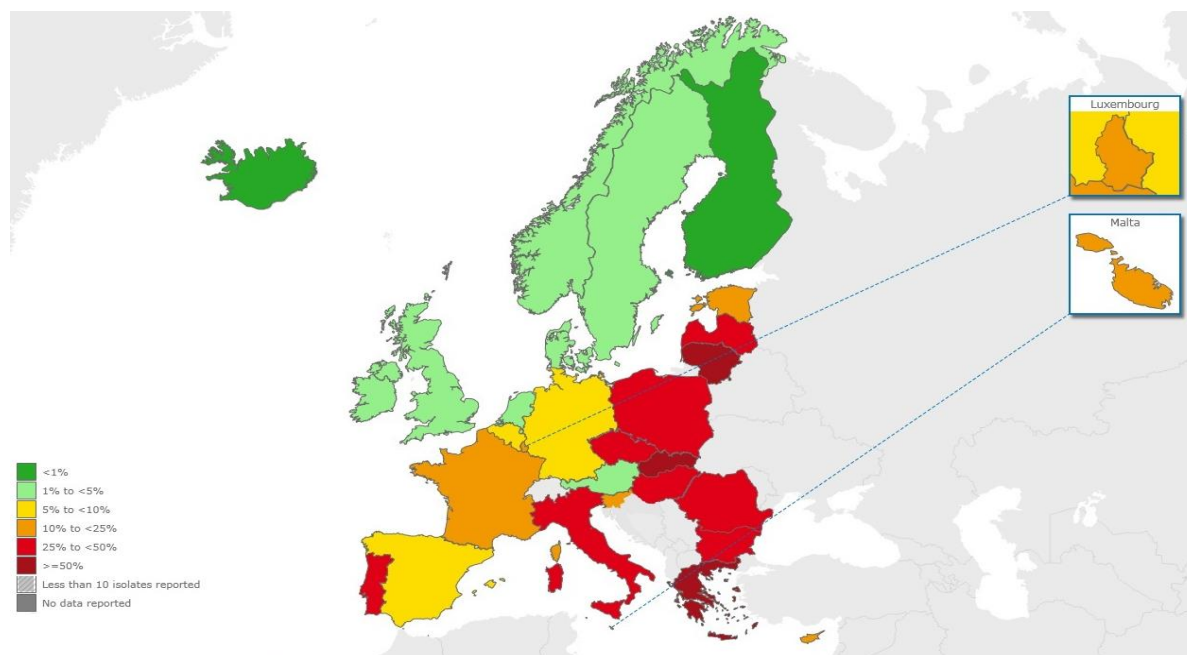 Luxembourg
Malta
<1%
1% to <5%
5% to <10%
10% to <25%
25% to <50%
>=50%
Less than 10 isolates reported
No data reported